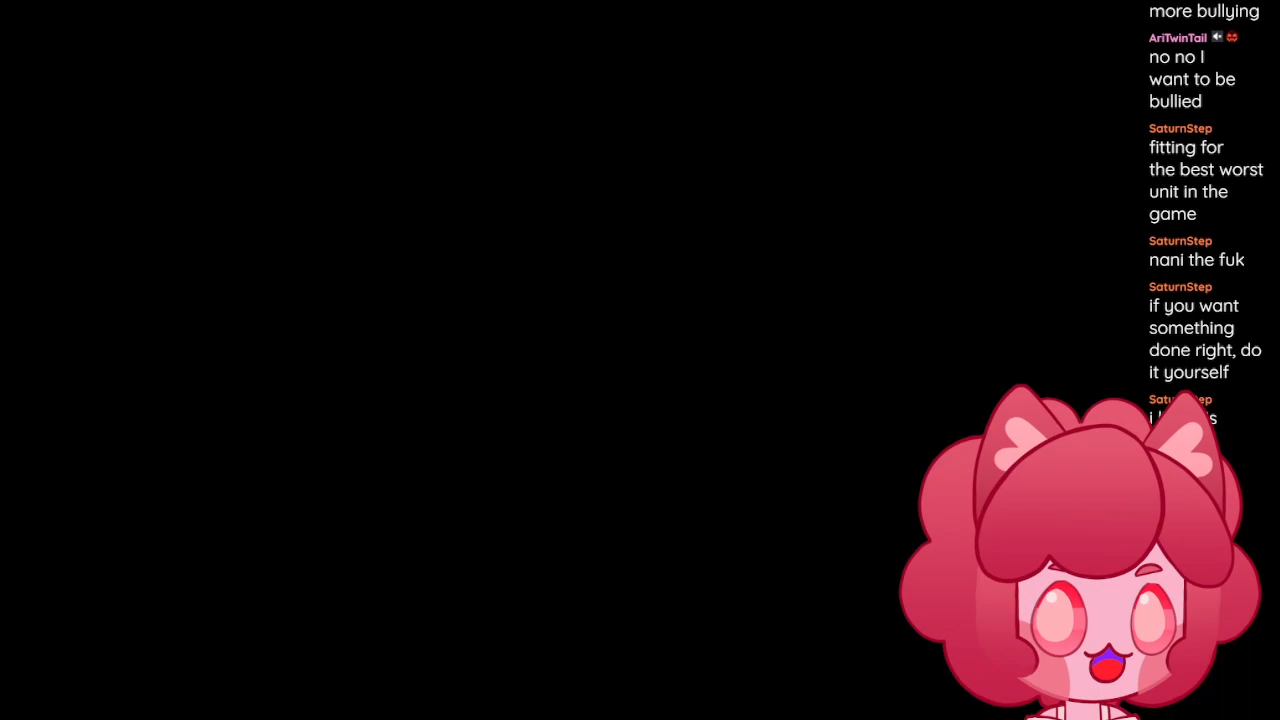 more bullying
AriTwinTail
no no I
want to be
bullied
SaturnStep
fitting for
the best worst
unit in the
game
SaturnStep
nani the fuk
SaturnStep
if you want
something
done right, do
it yourself